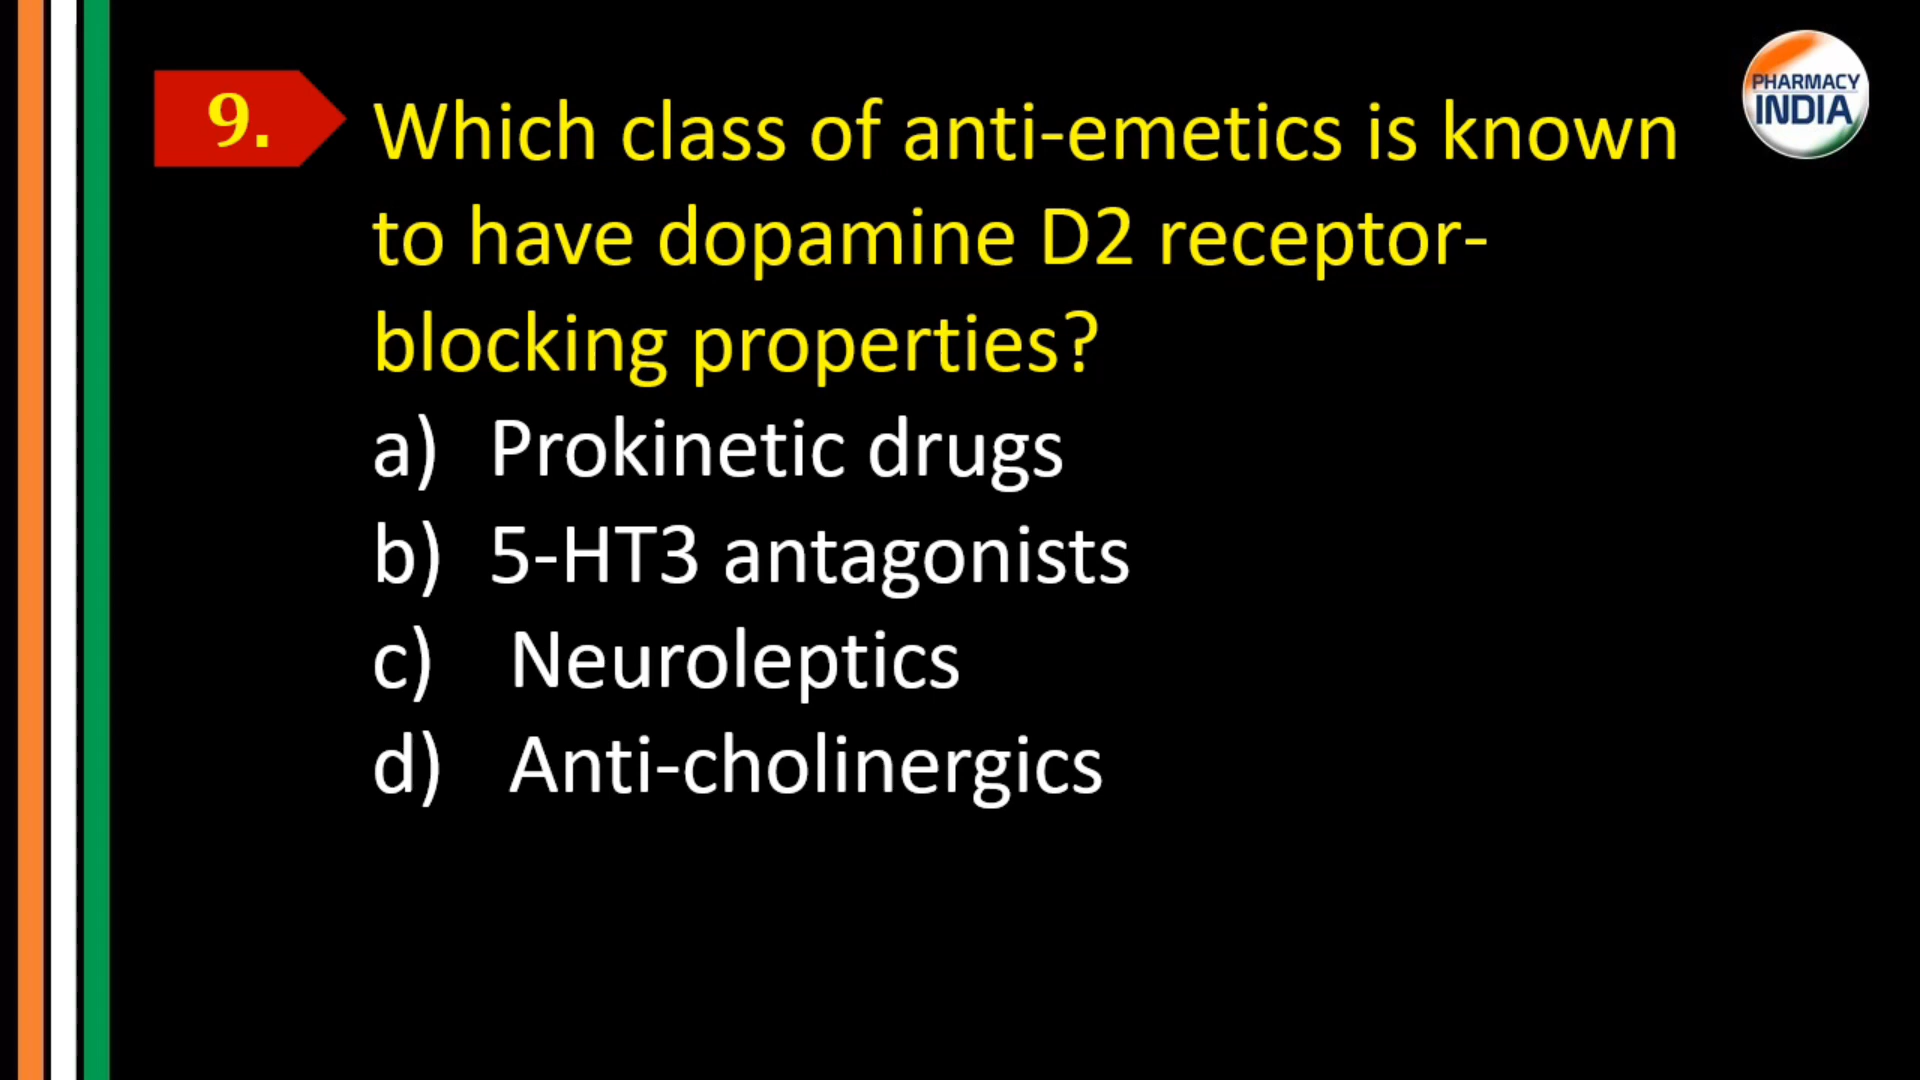 9.
Which class of anti-emetics is known
to have dopamine D2 receptor-
blocking properties?
a) Prokinetic drugs
b) 5-HT3 antagonists
c) Neuroleptics
d) Anti-cholinergics
PHARMACY
INDIA